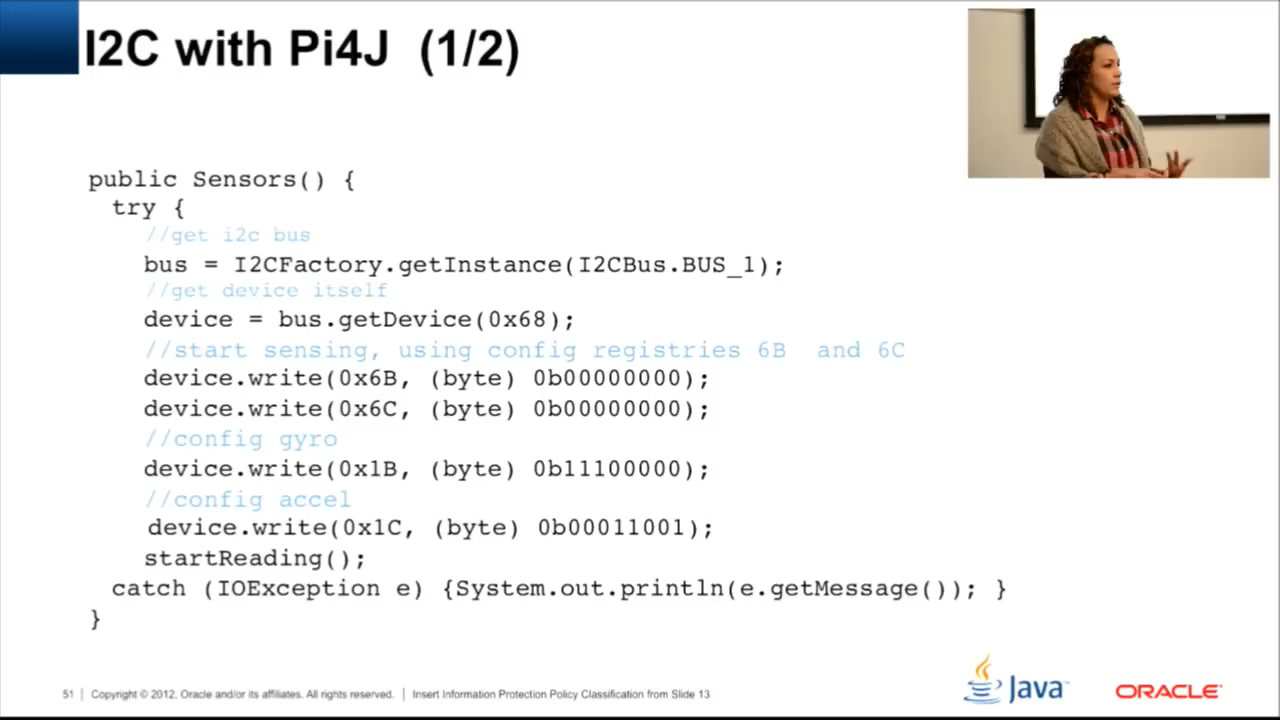 I2C with Pi4J (1/2)
public Sensors() {
try {
//get i2c bus
bus = I2CFactory.getInstance(I2CBus.BUS_1);
//get device itself
device = bus.getDevice(0x68);
//start sensing, using config registries 6B and 6C
device.write(0x6B, (byte) 0b00000000);
device.write(0x6C, (byte) 0b00000000);
//config gyro
device.write(0x1B, (byte) 0b11100000);
//config accel
device.write(0x1C, (byte) 0b00011001);
startReading();
catch (IOException e) {System.out.println(e.getMessage()); }
}
51 | Copyright © 2012, Oracle and/or its affiliates. All rights reserved. | Insert Information Protection Policy Classification from Slide 13
Java™
ORACLE®